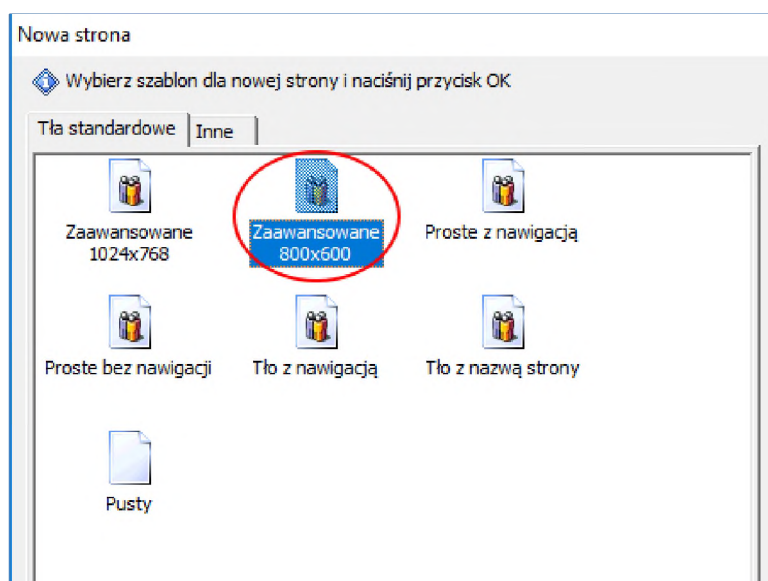 Nowa strona
Wybierz szablon dla nowej strony i naciśnij przycisk OK
Tła standardowe Inne
Zaawansowane
1024x768
Zaawansowane
800x600
Proste z nawigacją
Proste bez nawigacji
Tło z nawigacją
Tło z nazwą strony
Pusty